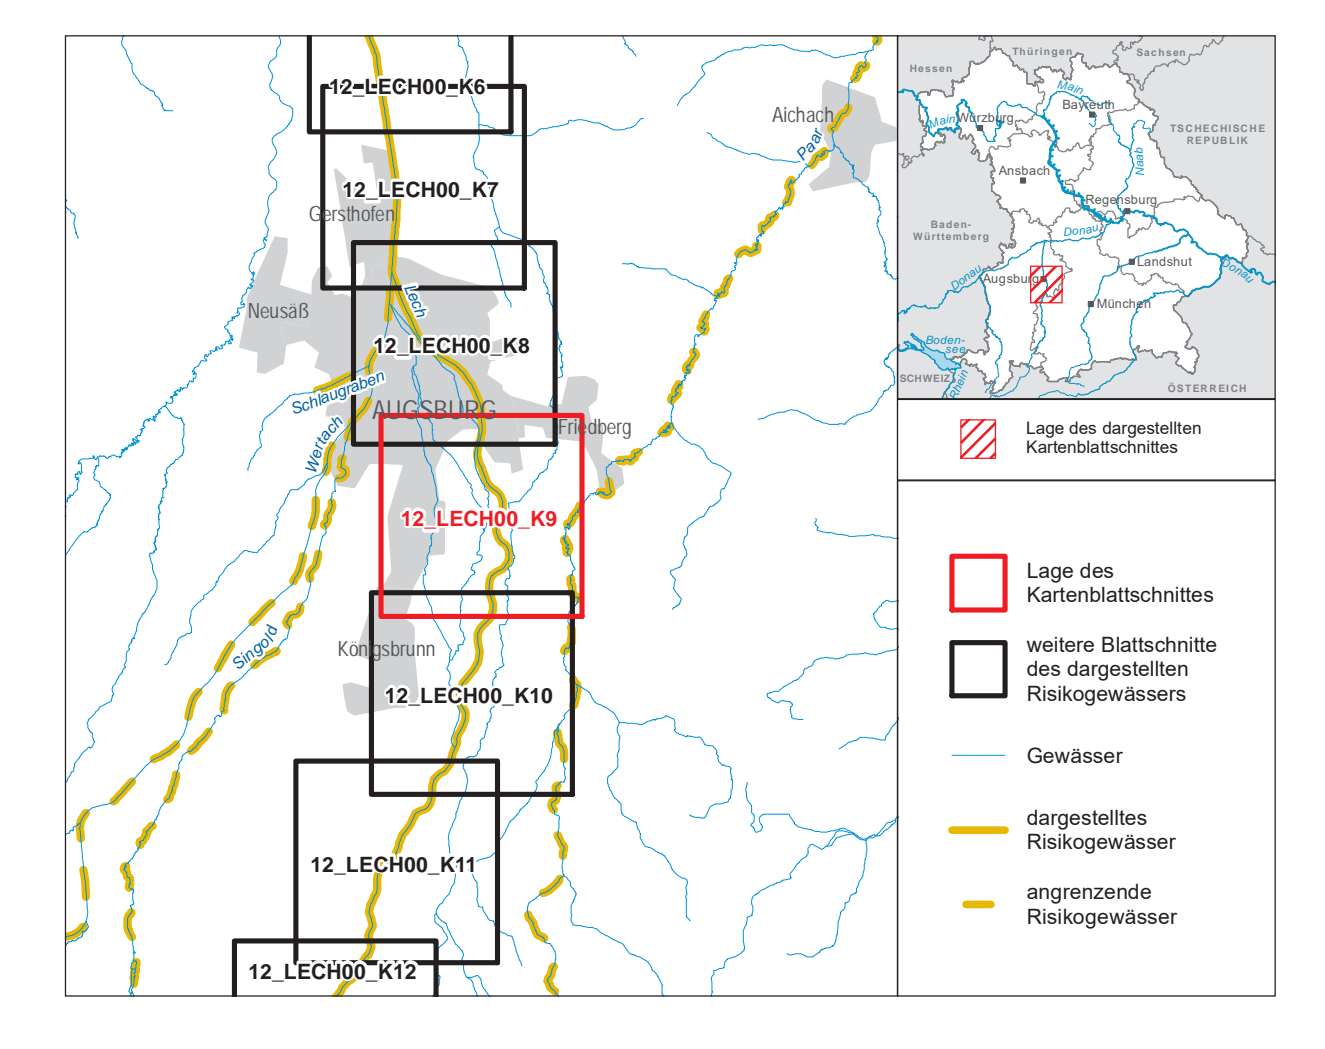 12_LECH00_K6
Aichach
Paar
12_LECH00_K7
Gersthofen
Neusäß
Lech
12_LECH00_K8
Schlaugraben
AUGSBURG
Friedberg
Wertach
12_LECH00_K9
Singold
Königsbrunn
12_LECH00_K10
12_LECH00_K11
12_LECH00_K12
Thüringen
Sachsen
Hessen
Main
Bayreuth
Main
Würzburg
TSCHECHISCHE
REPUBLIK
Naab
Ansbach
Regensburg
Baden-
Württemberg
Donau
Landshut
Donau
Donau
Augsburg
München
Boden-
see
SCHWEIZ
Rhein
ÖSTERREICH
Lage des dargestellten
Kartenblattschnittes
Lage des
Kartenblattschnittes
weitere Blattschnitte
des dargestellten
Risikogewässers
Gewässer
dargestelltes
Risikogewässer
angrenzende
Risikogewässer